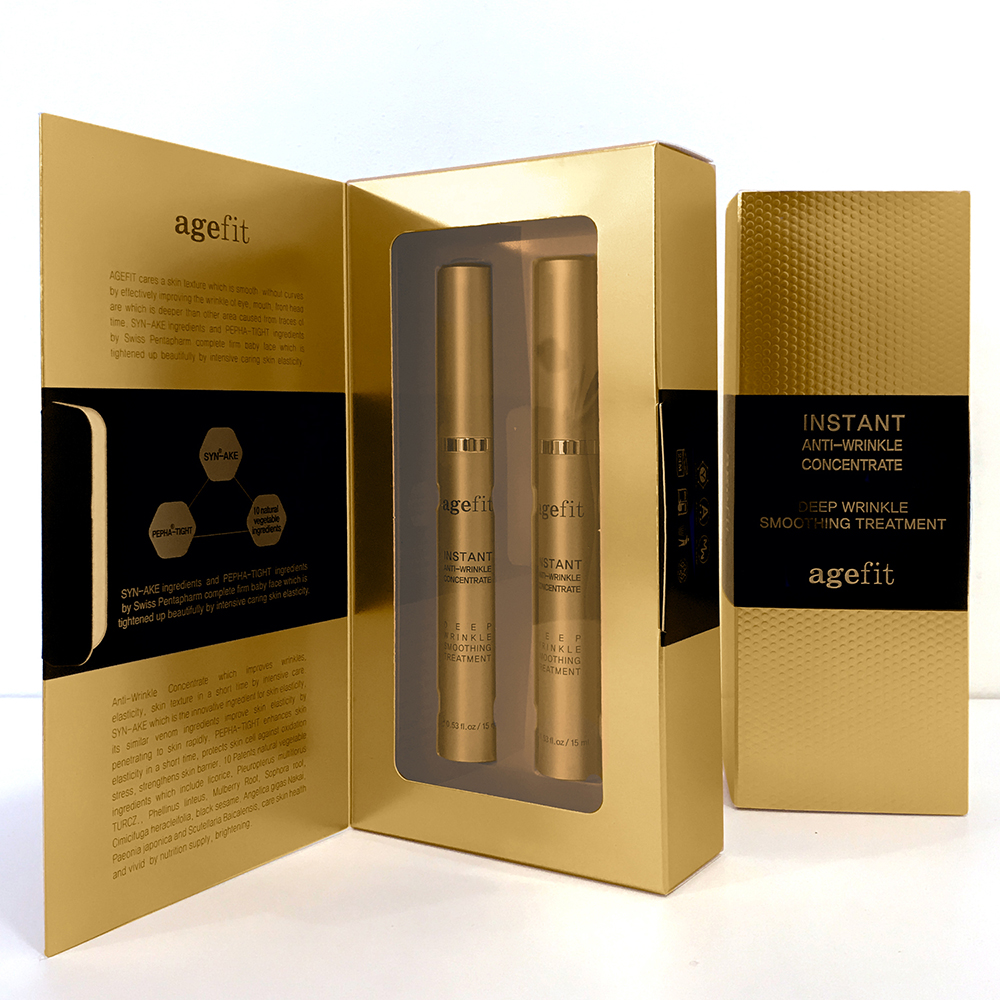 agefit
AGEFIT cares a skin texture which is smooth, without curves
by effectively improving the wrinkle of eye, mouth, front head
are which is deeper than other area caused from traces of
time. SYN-AKE ingredients and PEPHA-TIGHT ingredients
by Swiss Pentapharm complete firm baby face which is
tightened up beautifully by intensive caring skin elasticity.
SYN®-AKE
PEPHA®-TIGHT
10 natural
vegetable
ingredients
SYN-AKE ingredients and PEPHA-TIGHT ingredients
by Swiss Pentapharm complete firm baby face which is
tightened up beautifully by intensive caring skin elasticity.
Anti-Wrinkle Concentrate which improves wrinkles,
elasticity, skin texture in a short time by intensive care
SYN-AKE which is the innovative ingredient for skin elasticity,
its similar venom ingredients improve skin elasticity by
penetrating to skin rapidly. PEPHA-TIGHT enhances skin
elasticity in a short time, protects skin cell against oxidation
stress, strengthens skin barrier. 10 Patents natural vegetable
ingredients which include licorice, Pleuropterus multiflorus
TURCZ., Phellinus linteus, Mulberry Root, Sophora root,
Cimicifuga heracleifolia, black sesame, Angelica gigas Nakai,
Paeonia japonica and Scutellaria Baicalensis, care skin health
and vivid by nutrition supply, brightening
agefit
INSTANT
ANTI-WRINKLE
CONCENTRATE
DEEP
WRINKLE
SMOOTHING
TREATMENT
0.53 fl.oz / 15 m
agefit
INSTANT
ANTI-WRINKLE
CONCENTRATE
DEEP
WRINKLE
SMOOTHING
TREATMENT
53 fl.oz / 15 ml
INSTANT
ANTI-WRINKLE
CONCENTRATE
DEEP WRINKLE
SMOOTHING TREATMENT
agefit